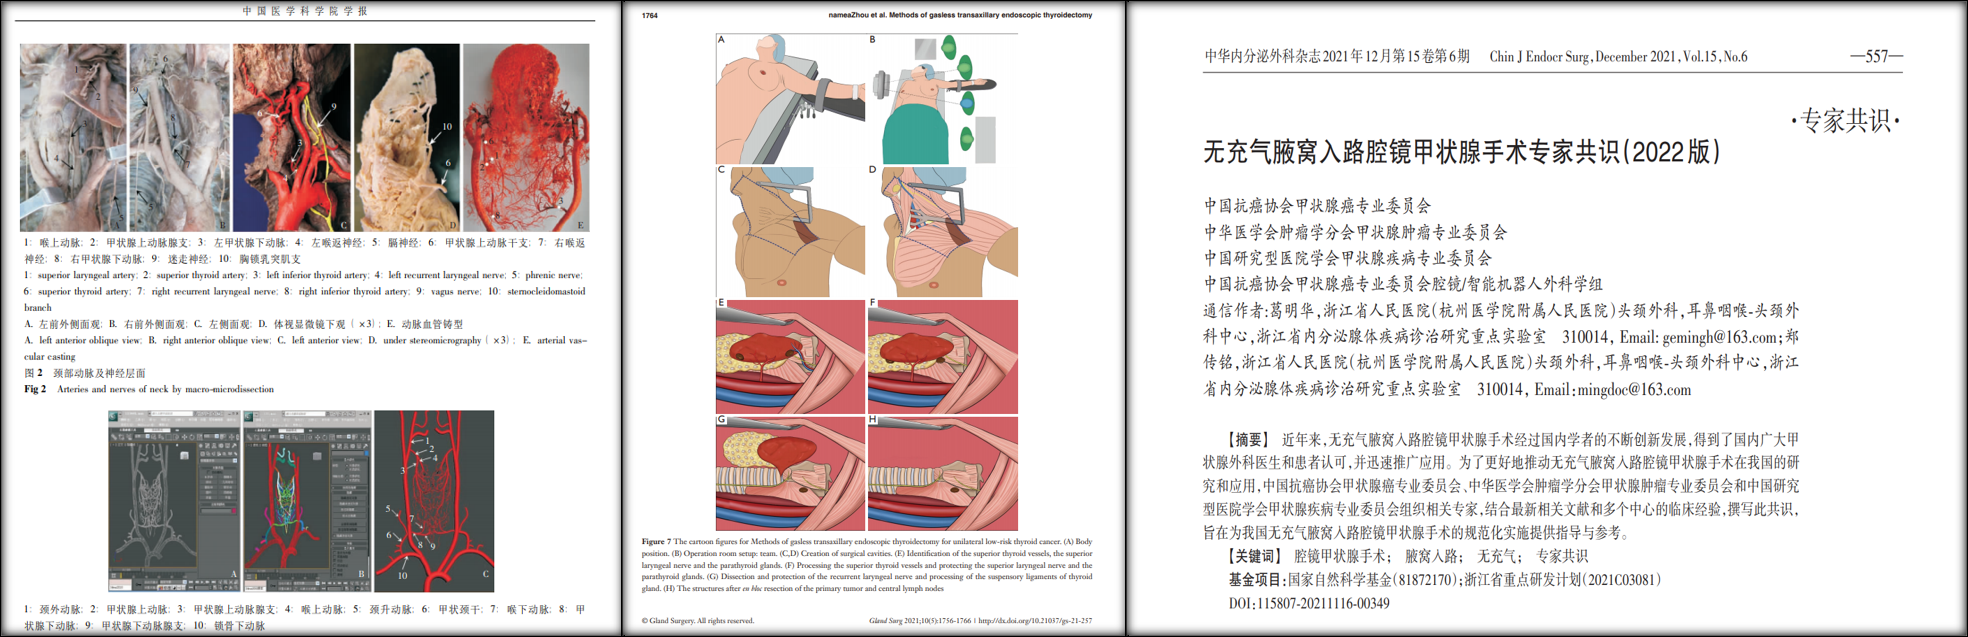 中国医学科学院学报
1: 喉上动脉; 2: 甲状腺上动脉腺支; 3: 左甲状腺下动脉; 4: 左喉返神经; 5: 膈神经; 6: 甲状腺上动脉干支; 7: 右喉返
神经; 8: 右甲状腺下动脉; 9: 迷走神经; 10: 胸锁乳突肌支
1: superior laryngeal artery; 2: superior thyroid artery; 3: left inferior thyroid artery; 4: left recurrent laryngeal nerve; 5: phrenic nerve;
6: superior thyroid artery; 7: right recurrent laryngeal nerve; 8: right inferior thyroid artery; 9: vagus nerve; 10: sternocleidomastoid
branch
A. 左前外侧面观; B. 右前外侧面观; C. 左侧面观; D. 体视显微镜下观 (×3); E. 动脉血管铸型
A. left anterior oblique view; B. right anterior oblique view; C. left anterior view; D. under stereomicrography (×3); E. arterial vas-
cular casting
图 2 颈部动脉及神经层面
Fig 2 Arteries and nerves of neck by macro-microdissection
1: 颈外动脉; 2: 甲状腺上动脉; 3: 甲状腺上动脉腺支; 4: 喉上动脉; 5: 颈升动脉; 6: 甲状颈干; 7: 喉下动脉; 8: 甲
状腺下动脉; 9: 甲状腺下动脉腺支; 10: 锁骨下动脉
1764
nameaZhou et al. Methods of gasless transaxillary endoscopic thyroidectomy
A
B
C
D
E
F
G
H
Figure 7 The cartoon figures for Methods of gasless transaxillary endoscopic thyroidectomy for unilateral low-risk thyroid cancer. (A) Body
position. (B) Operation room setup: team. (C,D) Creation of surgical cavities. (E) Identification of the superior thyroid vessels, the superior
laryngeal nerve and the parathyroid glands. (F) Processing the superior thyroid vessels and protecting the superior laryngeal nerve and the
parathyroid glands. (G) Dissection and protection of the recurrent laryngeal nerve and processing of the suspensory ligaments of thyroid
gland. (H) The structures after en bloc resection of the primary tumor and central lymph nodes
© Gland Surgery. All rights reserved.
Gland Surg 2021;10(5):1756-1766 | http://dx.doi.org/10.21037/gs-21-257
中华内分泌外科杂志 2021 年 12 月第 15 卷第 6 期 Chin J Endocr Surg,December 2021,Vol.15,No.6
—557—
·专家共识·
无充气腋窝入路腔镜甲状腺手术专家共识(2022版)
中国抗癌协会甲状腺癌专业委员会
中华医学会肿瘤学分会甲状腺肿瘤专业委员会
中国研究型医院学会甲状腺疾病专业委员会
中国抗癌协会甲状腺癌专业委员会腔镜/智能机器人外科学组
通信作者:葛明华,浙江省人民医院(杭州医学院附属人民医院)头颈外科,耳鼻咽喉-头颈外
科中心,浙江省内分泌腺体疾病诊治研究重点实验室 310014, Email: gemingh@163.com;郑
传铭,浙江省人民医院(杭州医学院附属人民医院)头颈外科,耳鼻咽喉-头颈外科中心,浙江
省内分泌腺体疾病诊治研究重点实验室 310014, Email:mingdoc@163.com
【摘要】 近年来,无充气腋窝入路腔镜甲状腺手术经过国内学者的不断创新发展,得到了国内广大甲
状腺外科医生和患者认可,并迅速推广应用。为了更好地推动无充气腋窝入路腔镜甲状腺手术在我国的研
究和应用,中国抗癌协会甲状腺癌专业委员会、中华医学会肿瘤学分会甲状腺肿瘤专业委员会和中国研究
型医院学会甲状腺疾病专业委员会组织相关专家,结合最新相关文献和多个中心的临床经验,撰写此共识,
旨在为我国无充气腋窝入路腔镜甲状腺手术的规范化实施提供指导与参考。
【关键词】 腔镜甲状腺手术; 腋窝入路; 无充气; 专家共识
基金项目:国家自然科学基金(81872170);浙江省重点研发计划(2021C03081)
DOI:115807-20211116-00349